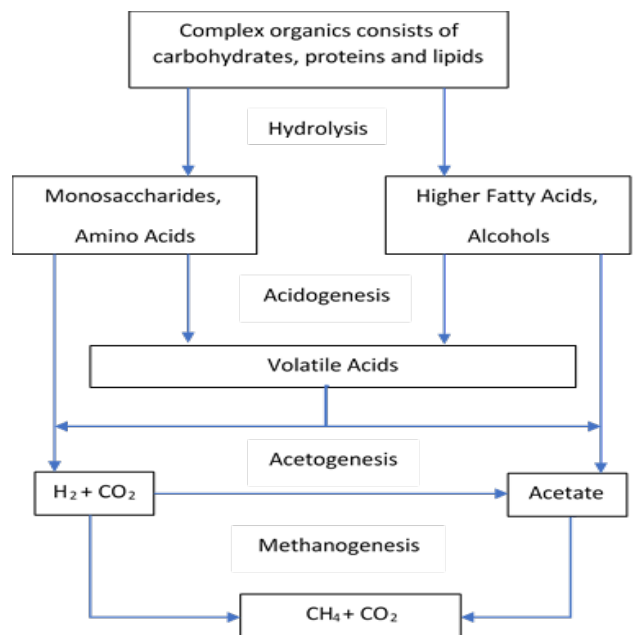 Complex organics consists of
carbohydrates, proteins and lipids
Hydrolysis
Monosaccharides,
Amino Acids
Higher Fatty Acids,
Alcohols
Acidogenesis
Volatile Acids
Acetogenesis
H₂ + CO₂
Acetate
Methanogenesis
CH₄ + CO₂